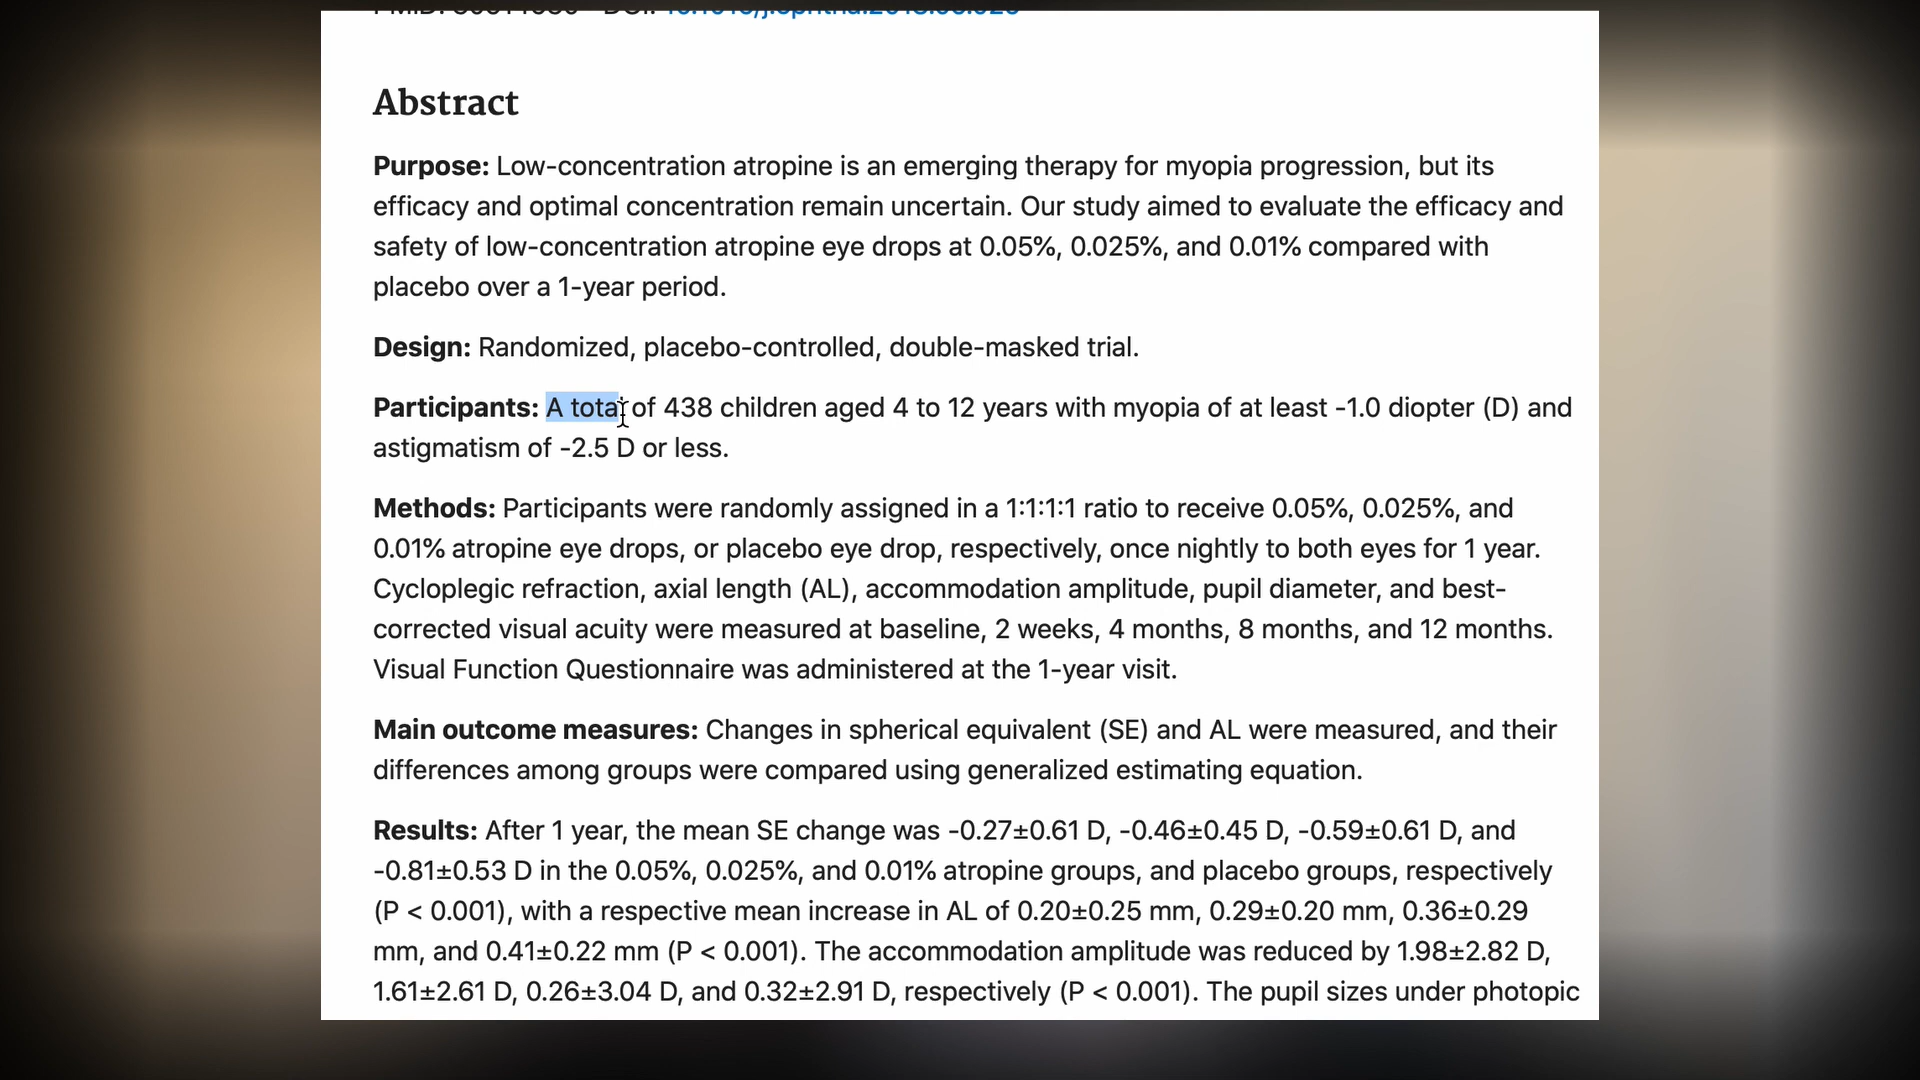 Abstract
Purpose: Low-concentration atropine is an emerging therapy for myopia progression, but its
efficacy and optimal concentration remain uncertain. Our study aimed to evaluate the efficacy and
safety of low-concentration atropine eye drops at 0.05%, 0.025%, and 0.01% compared with
placebo over a 1-year period.
Design: Randomized, placebo-controlled, double-masked trial.
Participants: A total of 438 children aged 4 to 12 years with myopia of at least -1.0 diopter (D) and
astigmatism of -2.5 D or less.
Methods: Participants were randomly assigned in a 1:1:1:1 ratio to receive 0.05%, 0.025%, and
0.01% atropine eye drops, or placebo eye drop, respectively, once nightly to both eyes for 1 year.
Cycloplegic refraction, axial length (AL), accommodation amplitude, pupil diameter, and best-
corrected visual acuity were measured at baseline, 2 weeks, 4 months, 8 months, and 12 months.
Visual Function Questionnaire was administered at the 1-year visit.
Main outcome measures: Changes in spherical equivalent (SE) and AL were measured, and their
differences among groups were compared using generalized estimating equation.
Results: After 1 year, the mean SE change was -0.27±0.61 D, -0.46±0.45 D, -0.59±0.61 D, and
-0.81±0.53 D in the 0.05%, 0.025%, and 0.01% atropine groups, and placebo groups, respectively
(P < 0.001), with a respective mean increase in AL of 0.20±0.25 mm, 0.29±0.20 mm, 0.36±0.29
mm, and 0.41±0.22 mm (P < 0.001). The accommodation amplitude was reduced by 1.98±2.82 D,
1.61±2.61 D, 0.26±3.04 D, and 0.32±2.91 D, respectively (P < 0.001). The pupil sizes under photopic